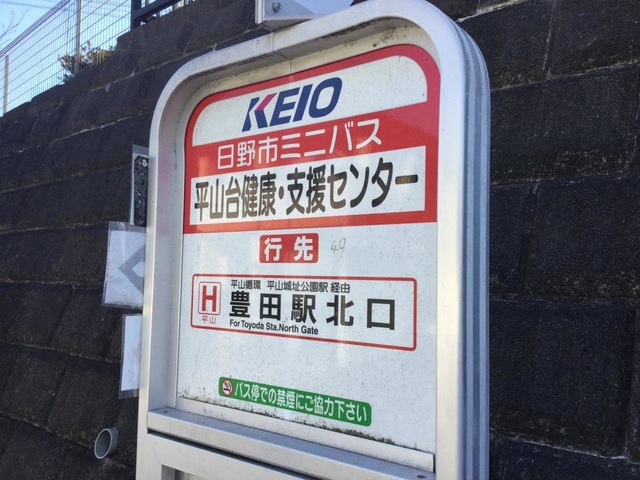 KEIO
日野市ミニバス
平山台健康・支援センター
行先 49
平山循環 平山城址公園駅 経由
H 豊田駅北口
平山
For Toyoda Sta.North Gate
バス停での禁煙にご協力下さい